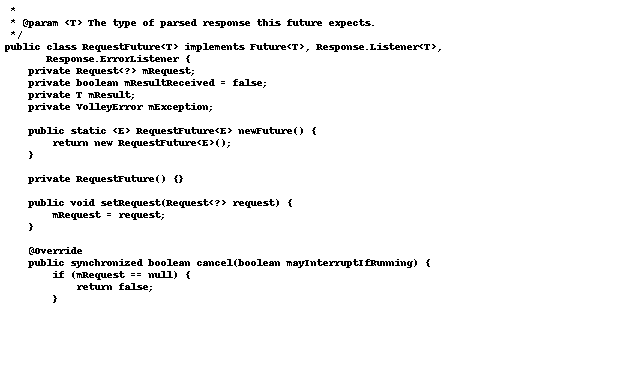 *
 * @param <T> The type of parsed response this future expects.
 */
public class RequestFuture<T> implements Future<T>, Response.Listener<T>,
       Response.ErrorListener {
    private Request<?> mRequest;
    private boolean mResultReceived = false;
    private T mResult;
    private VolleyError mException;

    public static <E> RequestFuture<E> newFuture() {
        return new RequestFuture<E>();
    }

    private RequestFuture() {}

    public void setRequest(Request<?> request) {
        mRequest = request;
    }

    @Override
    public synchronized boolean cancel(boolean mayInterruptIfRunning) {
        if (mRequest == null) {
            return false;
        }